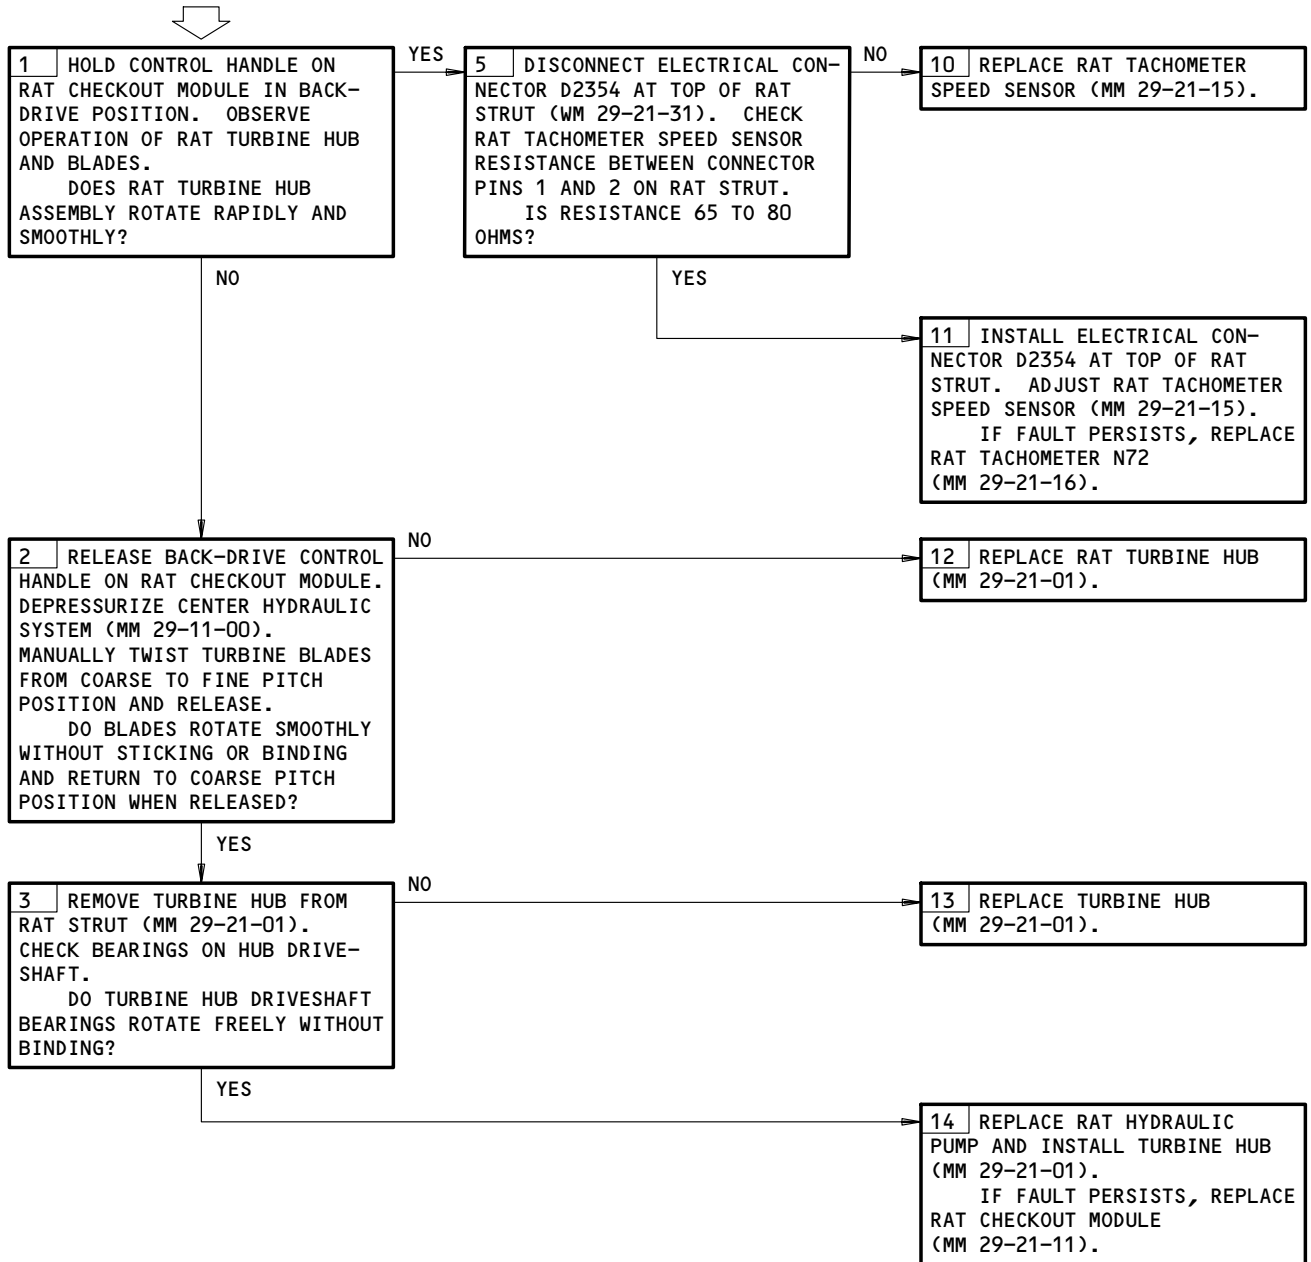 1 HOLD CONTROL HANDLE ON
RAT CHECKOUT MODULE IN BACK-
DRIVE POSITION. OBSERVE
OPERATION OF RAT TURBINE HUB
AND BLADES.
DOES RAT TURBINE HUB
ASSEMBLY ROTATE RAPIDLY AND
SMOOTHLY?
YES
5 DISCONNECT ELECTRICAL CON-
NECTOR D2354 AT TOP OF RAT
STRUT (WM 29-21-31). CHECK
RAT TACHOMETER SPEED SENSOR
RESISTANCE BETWEEN CONNECTOR
PINS 1 AND 2 ON RAT STRUT.
IS RESISTANCE 65 TO 80
OHMS?
NO
10 REPLACE RAT TACHOMETER
SPEED SENSOR (MM 29-21-15).
NO
YES
11 INSTALL ELECTRICAL CON-
NECTOR D2354 AT TOP OF RAT
STRUT. ADJUST RAT TACHOMETER
SPEED SENSOR (MM 29-21-15).
IF FAULT PERSISTS, REPLACE
RAT TACHOMETER N72
(MM 29-21-16).
2 RELEASE BACK-DRIVE CONTROL
HANDLE ON RAT CHECKOUT MODULE.
DEPRESSURIZE CENTER HYDRAULIC
SYSTEM (MM 29-11-00).
MANUALLY TWIST TURBINE BLADES
FROM COARSE TO FINE PITCH
POSITION AND RELEASE.
DO BLADES ROTATE SMOOTHLY
WITHOUT STICKING OR BINDING
AND RETURN TO COARSE PITCH
POSITION WHEN RELEASED?
NO
12 REPLACE RAT TURBINE HUB
(MM 29-21-01).
YES
3 REMOVE TURBINE HUB FROM
RAT STRUT (MM 29-21-01).
CHECK BEARINGS ON HUB DRIVE-
SHAFT.
DO TURBINE HUB DRIVESHAFT
BEARINGS ROTATE FREELY WITHOUT
BINDING?
NO
13 REPLACE TURBINE HUB
(MM 29-21-01).
YES
14 REPLACE RAT HYDRAULIC
PUMP AND INSTALL TURBINE HUB
(MM 29-21-01).
IF FAULT PERSISTS, REPLACE
RAT CHECKOUT MODULE
(MM 29-21-11).